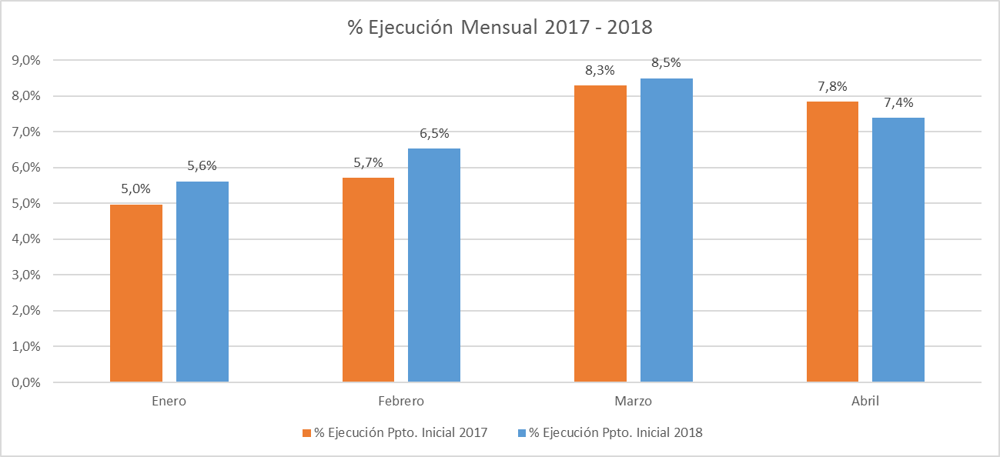 % Ejecución Mensual 2017 - 2018
9,0%
8,0%
7,0%
6,0%
5,0%
4,0%
3,0%
2,0%
1,0%
0,0%
5,0%
5,6%
5,7%
6,5%
8,3%
8,5%
7,8%
7,4%
Enero
Febrero
Marzo
Abril
% Ejecución Ppto. Inicial 2017
% Ejecución Ppto. Inicial 2018